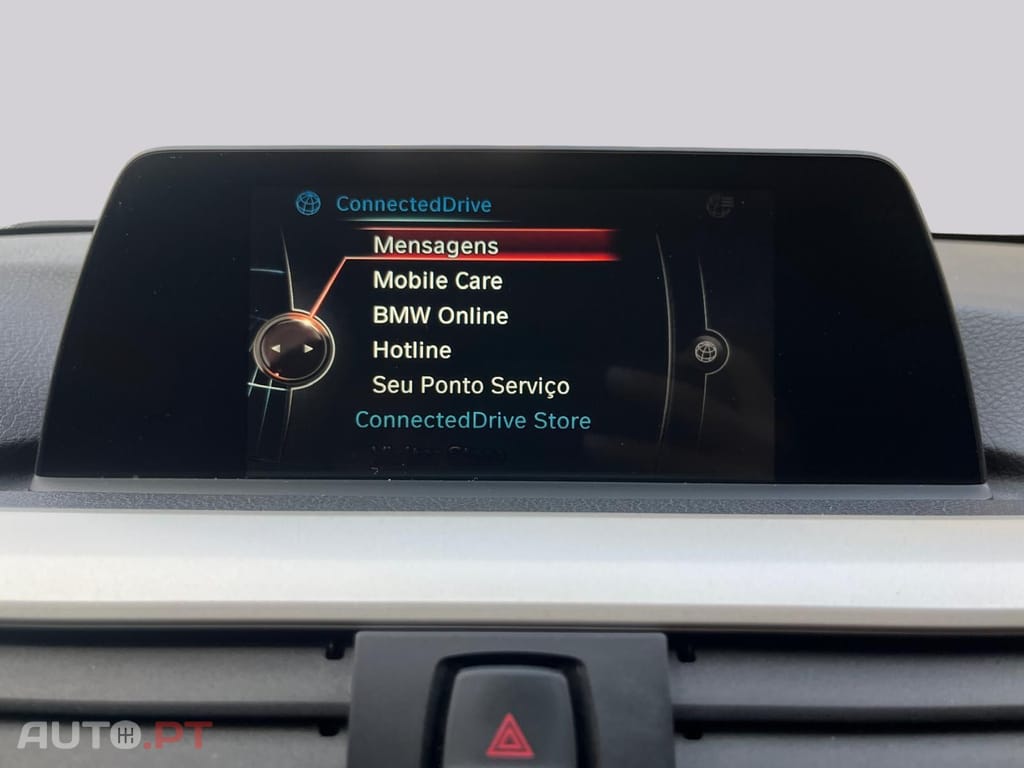 ConnectedDrive
Mensagens
Mobile Care
BMW Online
Hotline
Seu Ponto Serviço
ConnectedDrive Store
AUTO.PT